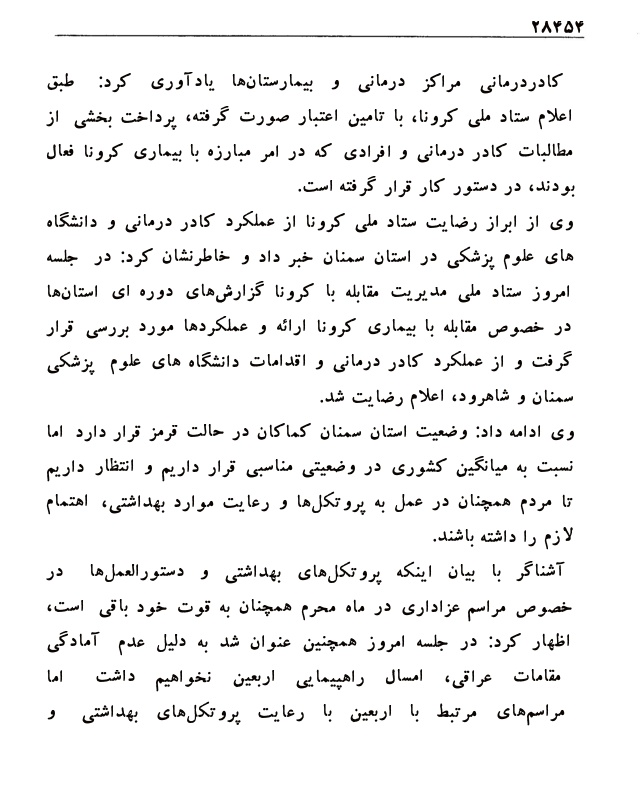 ۲۸۴۵۴
کادردرمانی مراکز درمانی و بیمارستان‌ها یادآوری کرد: طبق
اعلام ستاد ملی کرونا، با تامین اعتبار صورت گرفته، پرداخت بخشی از
مطالبات کادر درمانی و افرادی که در امر مبارزه با بیماری کرونا فعال
بودند، در دستور کار قرار گرفته است.
وی از ابراز رضایت ستاد ملی کرونا از عملکرد کادر درمانی و دانشگاه
های علوم پزشکی در استان سمنان خبر داد و خاطرنشان کرد: در جلسه
امروز ستاد ملی مدیریت مقابله با کرونا گزارش‌های دوره ای استان‌ها
در خصوص مقابله با بیماری کرونا ارائه و عملکردها مورد بررسی قرار
گرفت و از عملکرد کادر درمانی و اقدامات دانشگاه های علوم پزشکی
سمنان و شاهرود، اعلام رضایت شد.
وی ادامه داد: وضعیت استان سمنان کماکان در حالت قرمز قرار دارد اما
نسبت به میانگین کشوری در وضعیتی مناسبی قرار داریم و انتظار داریم
تا مردم همچنان در عمل به پروتکل‌ها و رعایت موارد بهداشتی، اهتمام
لازم را داشته باشند.
آشناگر با بیان اینکه پروتکل‌های بهداشتی و دستورالعمل‌ها در
خصوص مراسم عزاداری در ماه محرم همچنان به قوت خود باقی است،
اظهار کرد: در جلسه امروز همچنین عنوان شد به دلیل عدم آمادگی
مقامات عراقی، امسال راهپیمایی اربعین نخواهیم داشت اما
مراسم‌های مرتبط با اربعین با رعایت پروتکل‌های بهداشتی و